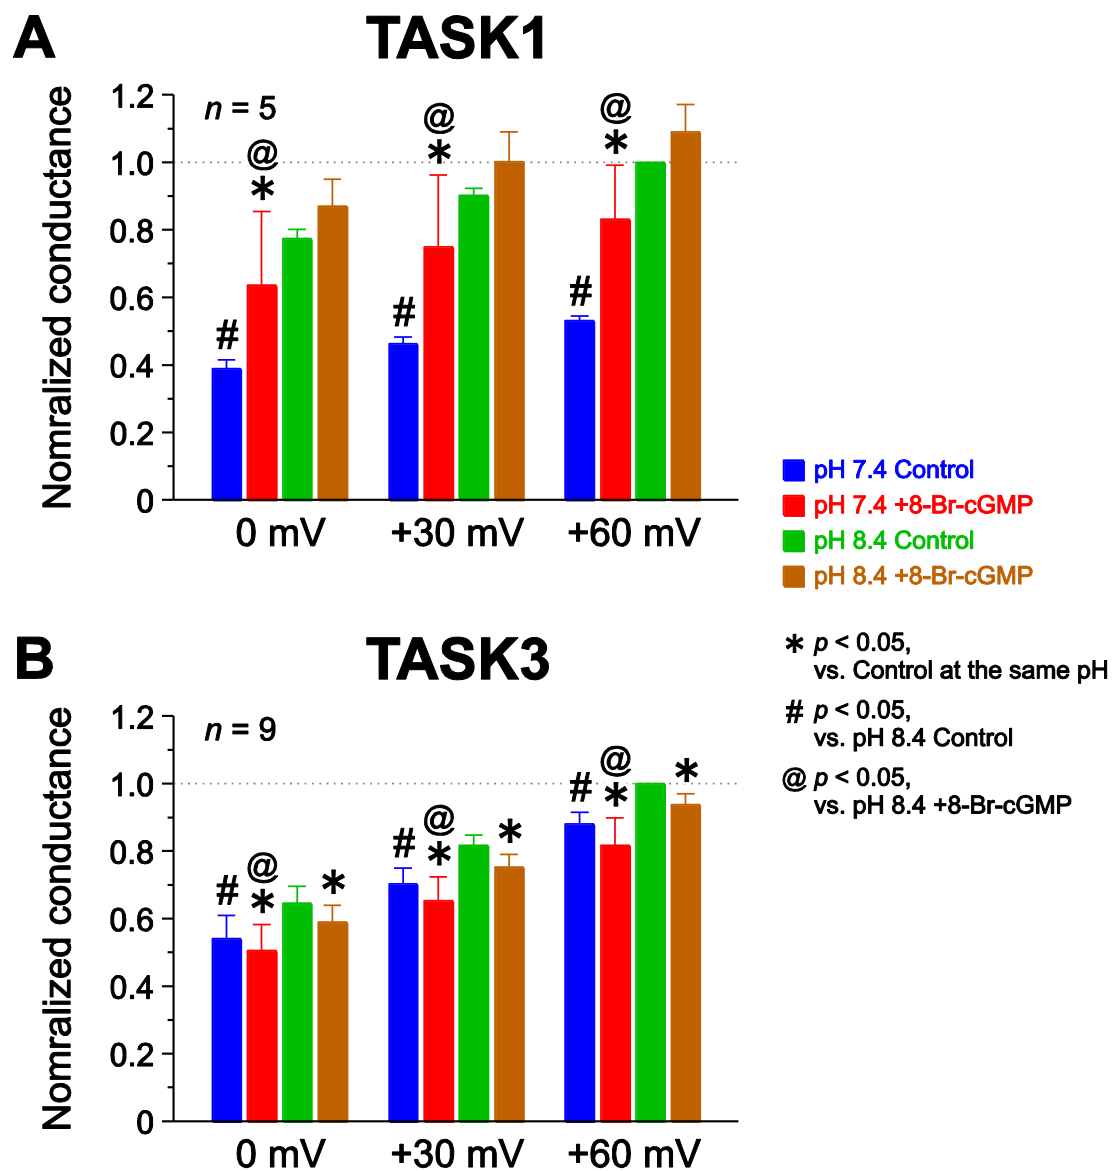 A
TASK1
Nomralized conductance
1.2
1.0
0.8
0.6
0.4
0.2
0
n = 5
@
*
#
@
*
#
@
*
#
0 mV
+30 mV
+60 mV
pH 7.4 Control
pH 7.4 +8-Br-cGMP
pH 8.4 Control
pH 8.4 +8-Br-cGMP
* p < 0.05,
vs. Control at the same pH
# p < 0.05,
vs. pH 8.4 Control
@ p < 0.05,
vs. pH 8.4 +8-Br-cGMP
B
TASK3
Nomralized conductance
1.2
1.0
0.8
0.6
0.4
0.2
0
n = 9
#
@
*
*
#
@
*
*
#
@
*
*
0 mV
+30 mV
+60 mV